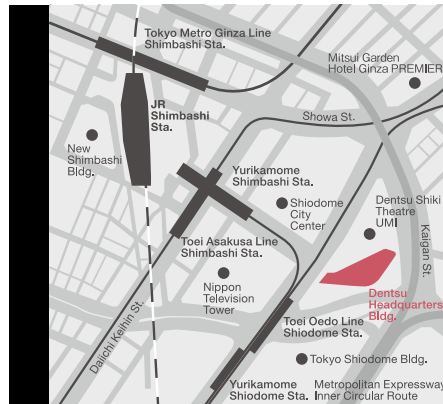 Tokyo Metro Ginza Line
Shimbashi Sta.
Mitsui Garden
Hotel Ginza PREMIER
JR
Shimbashi
Sta.
Showa St.
New
Shimbashi
Bldg.
Yurikamome
Shimbashi Sta.
Shiodome
City
Center
Dentsu Shiki
Theatre
UMI
Kaigan St.
Toei Asakusa Line
Shimbashi Sta.
Nippon
Television
Tower
Dentsu
Headquarters
Bldg.
Daiichi Keihin St.
Toei Oedo Line
Shiodome Sta.
Tokyo Shiodome Bldg.
Yurikamome
Shiodome Sta.
Metropolitan Expressway
Inner Circular Route